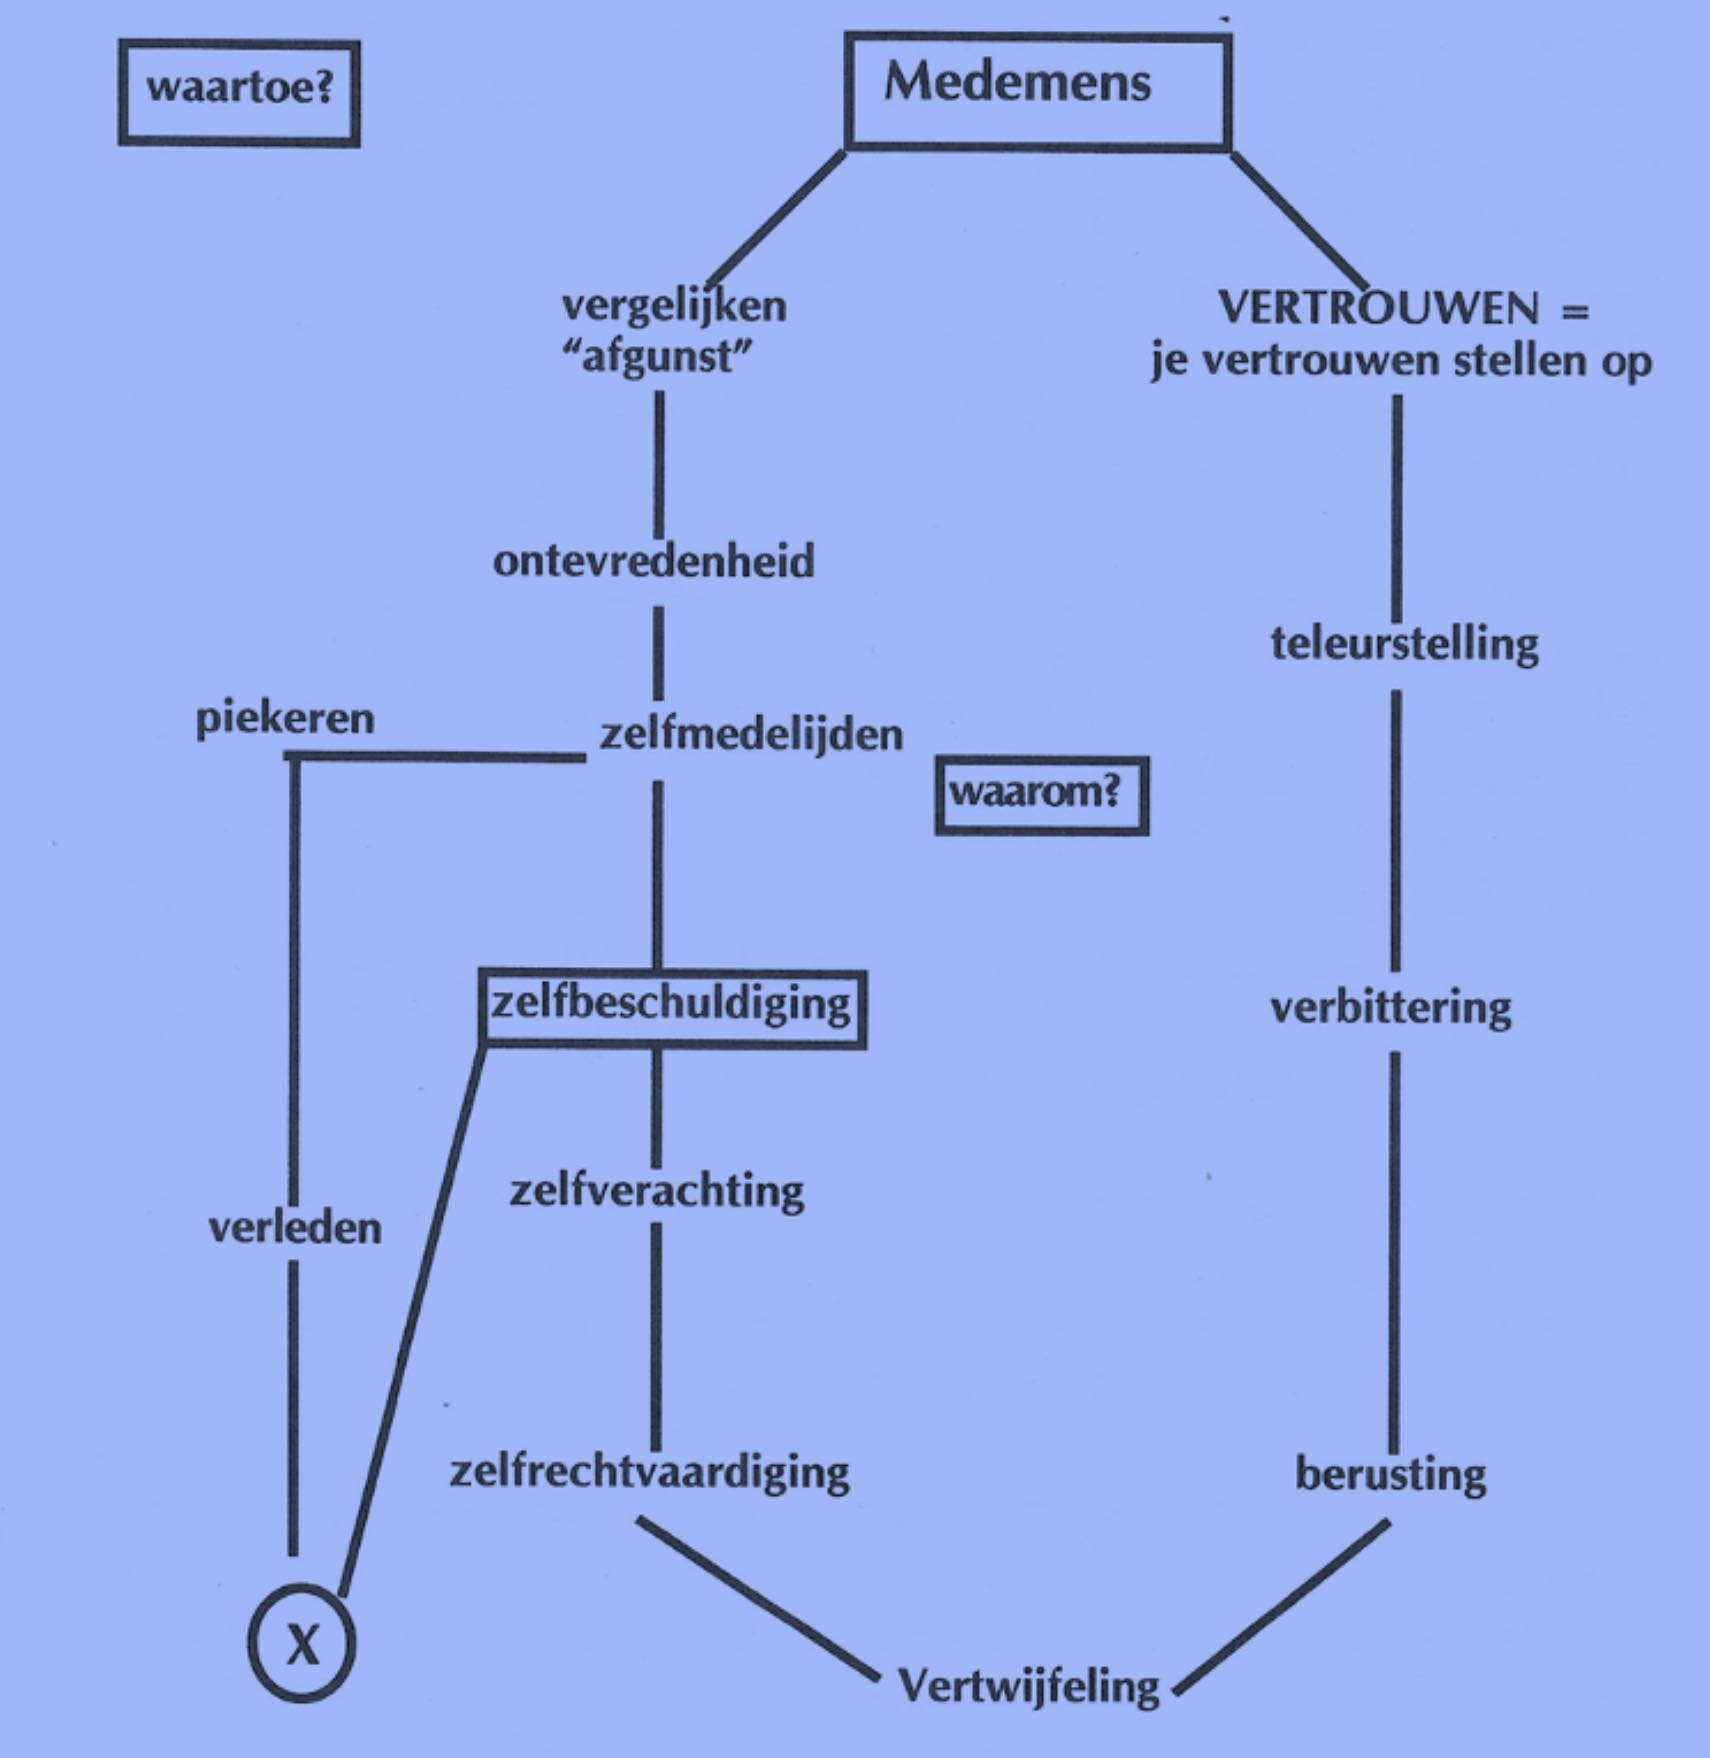 waartoe?
Medemens
vergelijken
“afgunst”
VERTROUWEN =
je vertrouwen stellen op
ontevredenheid
teleurstelling
piekeren
zelfmedelijden
waarom?
zelfbeschuldiging
verbittering
zelfverachting
verleden
zelfrechtvaardiging
berusting
X
Vertwijfeling